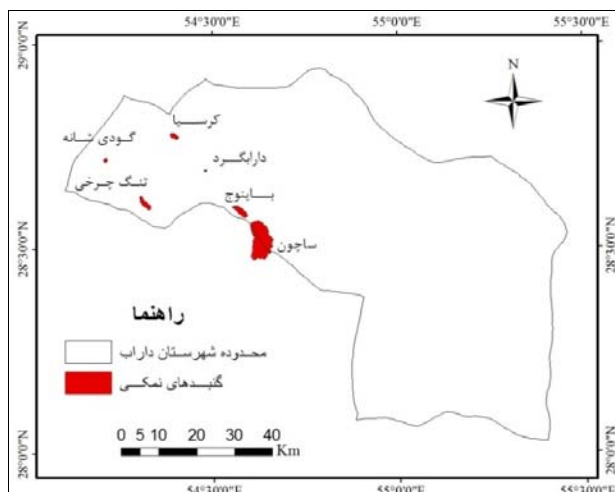 54°30'0"E 55°0'0"E 55°30'0"E
29°0'0"N
N
کرسیا
گودی شانه
دارابگرد
تنگ چرخی
باینوج
ساچون
28°30'0"N 28°30'0"N
راهنما
محدوده شهرستان داراب
گنبدهای نمکی
0 5 10 20 30 40
Km
28°0'0"N 28°0'0"N
54°30'0"E 55°0'0"E 55°30'0"E